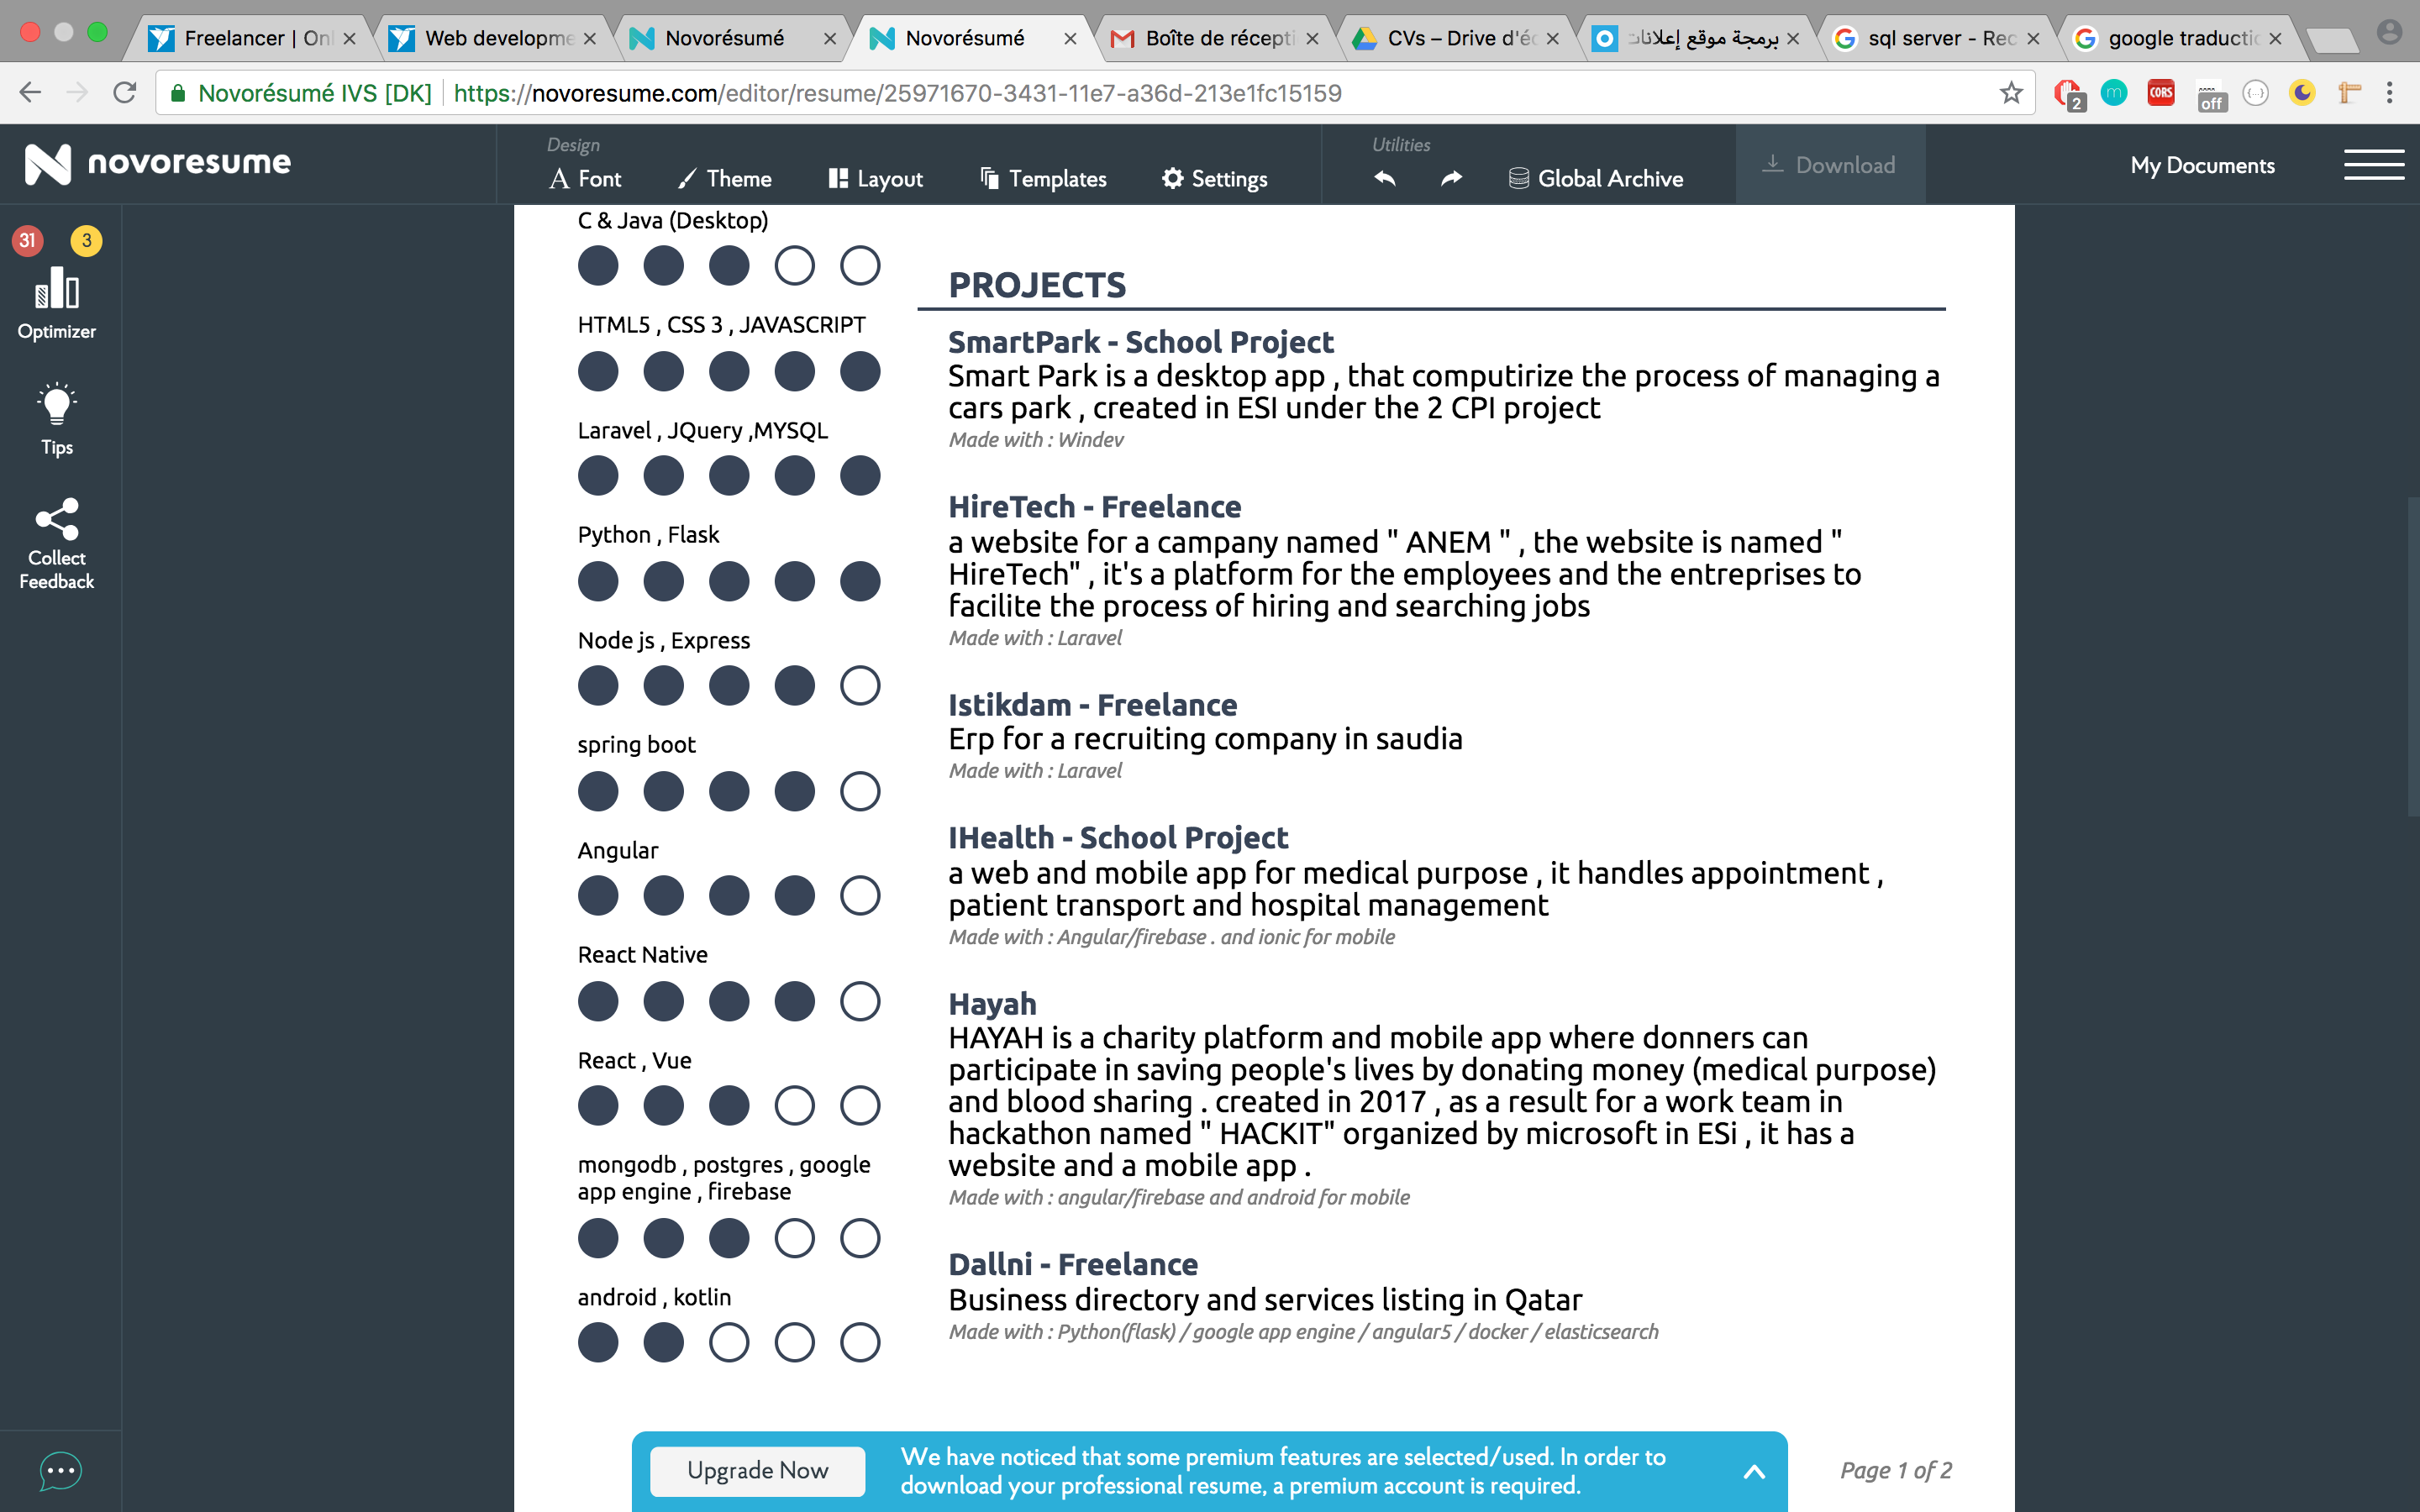 Freelancer | Onl
Web developme
Novorésumé
Novorésumé
Boîte de récepti
CVs – Drive d'éc
برمجة موقع إعلانات
sql server - Rec
google traductio
Novorésumé IVS [DK]
https://novoresume.com/editor/resume/25971670-3431-11e7-a36d-213e1fc15159
2
m
CORS
off
{...}
novoresume
Design
Font
Theme
Layout
Templates
Settings
Utilities
Global Archive
Download
My Documents
31
3
Optimizer
Tips
Collect
Feedback
C & Java (Desktop)
HTML5 , CSS 3 , JAVASCRIPT
Laravel , JQuery ,MYSQL
Python , Flask
Node js , Express
spring boot
Angular
React Native
React , Vue
mongodb , postgres , google
app engine , firebase
android , kotlin
PROJECTS
SmartPark - School Project
Smart Park is a desktop app , that computirize the process of managing a
cars park , created in ESI under the 2 CPI project
Made with : Windev
HireTech - Freelance
a website for a campany named " ANEM " , the website is named "
HireTech" , it's a platform for the employees and the entreprises to
facilite the process of hiring and searching jobs
Made with : Laravel
Istikdam - Freelance
Erp for a recruiting company in saudia
Made with : Laravel
IHealth - School Project
a web and mobile app for medical purpose , it handles appointment ,
patient transport and hospital management
Made with : Angular/firebase . and ionic for mobile
Hayah
HAYAH is a charity platform and mobile app where donners can
participate in saving people's lives by donating money (medical purpose)
and blood sharing . created in 2017 , as a result for a work team in
hackathon named " HACKIT" organized by microsoft in ESi , it has a
website and a mobile app .
Made with : angular/firebase and android for mobile
Dallni - Freelance
Business directory and services listing in Qatar
Made with : Python(flask) / google app engine / angular5 / docker / elasticsearch
Upgrade Now
We have noticed that some premium features are selected/used. In order to
download your professional resume, a premium account is required.
Page 1 of 2